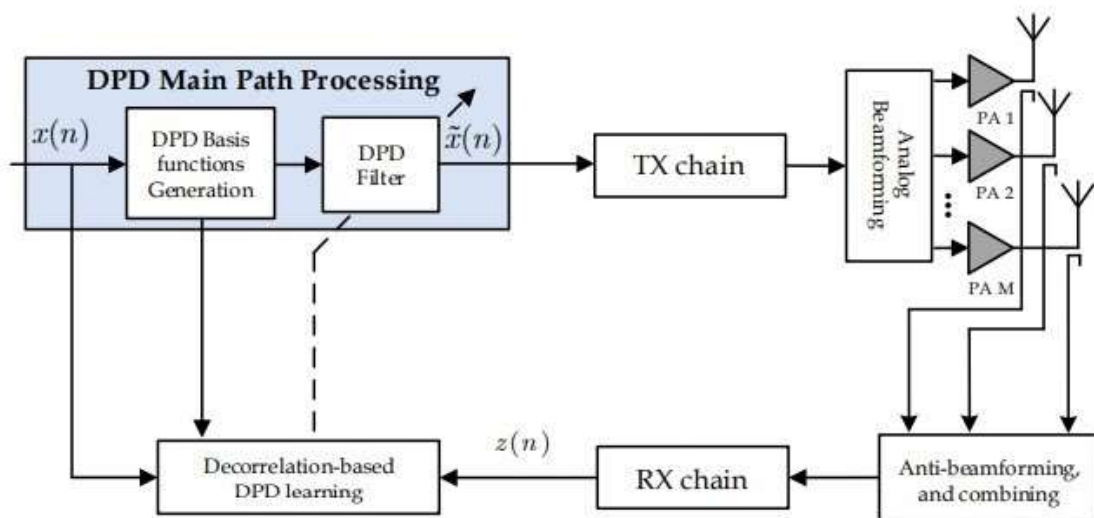 DPD Main Path Processing
x(n)
DPD Basis
functions
Generation
DPD
Filter
x̃(n)
TX chain
Analog
Beamforming
PA 1
PA 2
...
PA M
Decorrelation-based
DPD learning
z(n)
RX chain
Anti-beamforming,
and combining